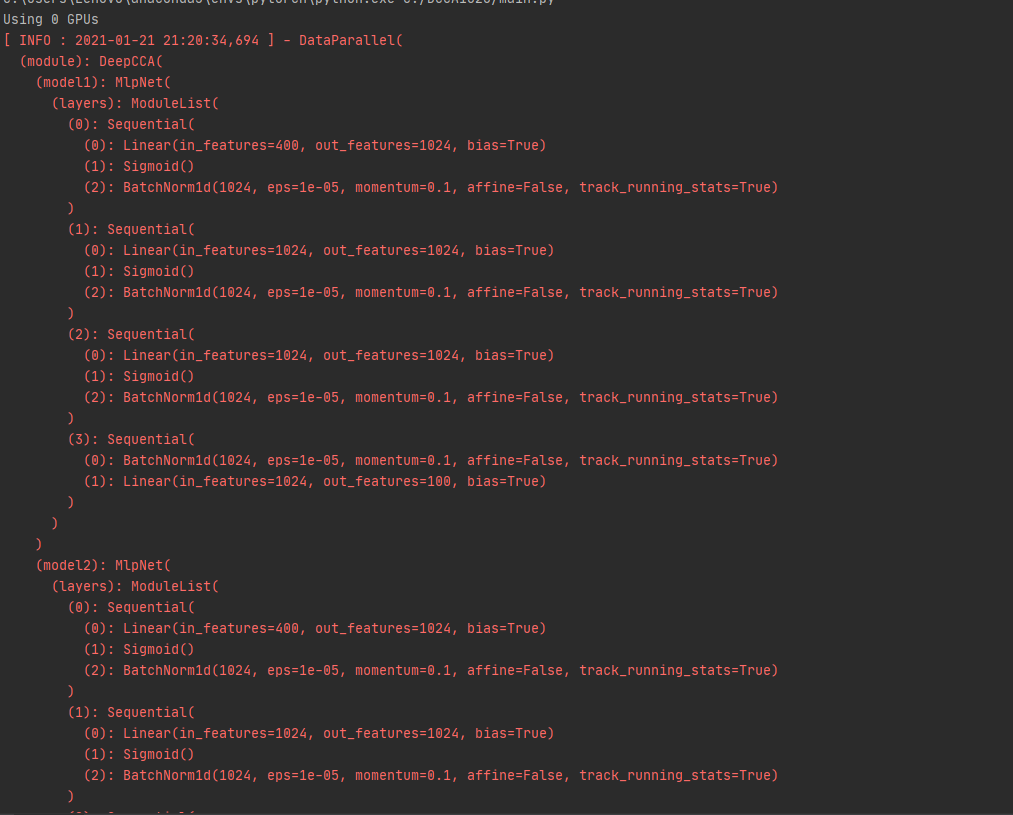 Using 0 GPUs
[ INFO : 2021-01-21 21:20:34,694 ] - DataParallel(
  (module): DeepCCA(
    (model1): MlpNet(
      (layers): ModuleList(
        (0): Sequential(
          (0): Linear(in_features=400, out_features=1024, bias=True)
          (1): Sigmoid()
          (2): BatchNorm1d(1024, eps=1e-05, momentum=0.1, affine=False, track_running_stats=True)
        )
        (1): Sequential(
          (0): Linear(in_features=1024, out_features=1024, bias=True)
          (1): Sigmoid()
          (2): BatchNorm1d(1024, eps=1e-05, momentum=0.1, affine=False, track_running_stats=True)
        )
        (2): Sequential(
          (0): Linear(in_features=1024, out_features=1024, bias=True)
          (1): Sigmoid()
          (2): BatchNorm1d(1024, eps=1e-05, momentum=0.1, affine=False, track_running_stats=True)
        )
        (3): Sequential(
          (0): BatchNorm1d(1024, eps=1e-05, momentum=0.1, affine=False, track_running_stats=True)
          (1): Linear(in_features=1024, out_features=100, bias=True)
        )
      )
    )
    (model2): MlpNet(
      (layers): ModuleList(
        (0): Sequential(
          (0): Linear(in_features=400, out_features=1024, bias=True)
          (1): Sigmoid()
          (2): BatchNorm1d(1024, eps=1e-05, momentum=0.1, affine=False, track_running_stats=True)
        )
        (1): Sequential(
          (0): Linear(in_features=1024, out_features=1024, bias=True)
          (1): Sigmoid()
          (2): BatchNorm1d(1024, eps=1e-05, momentum=0.1, affine=False, track_running_stats=True)
        )